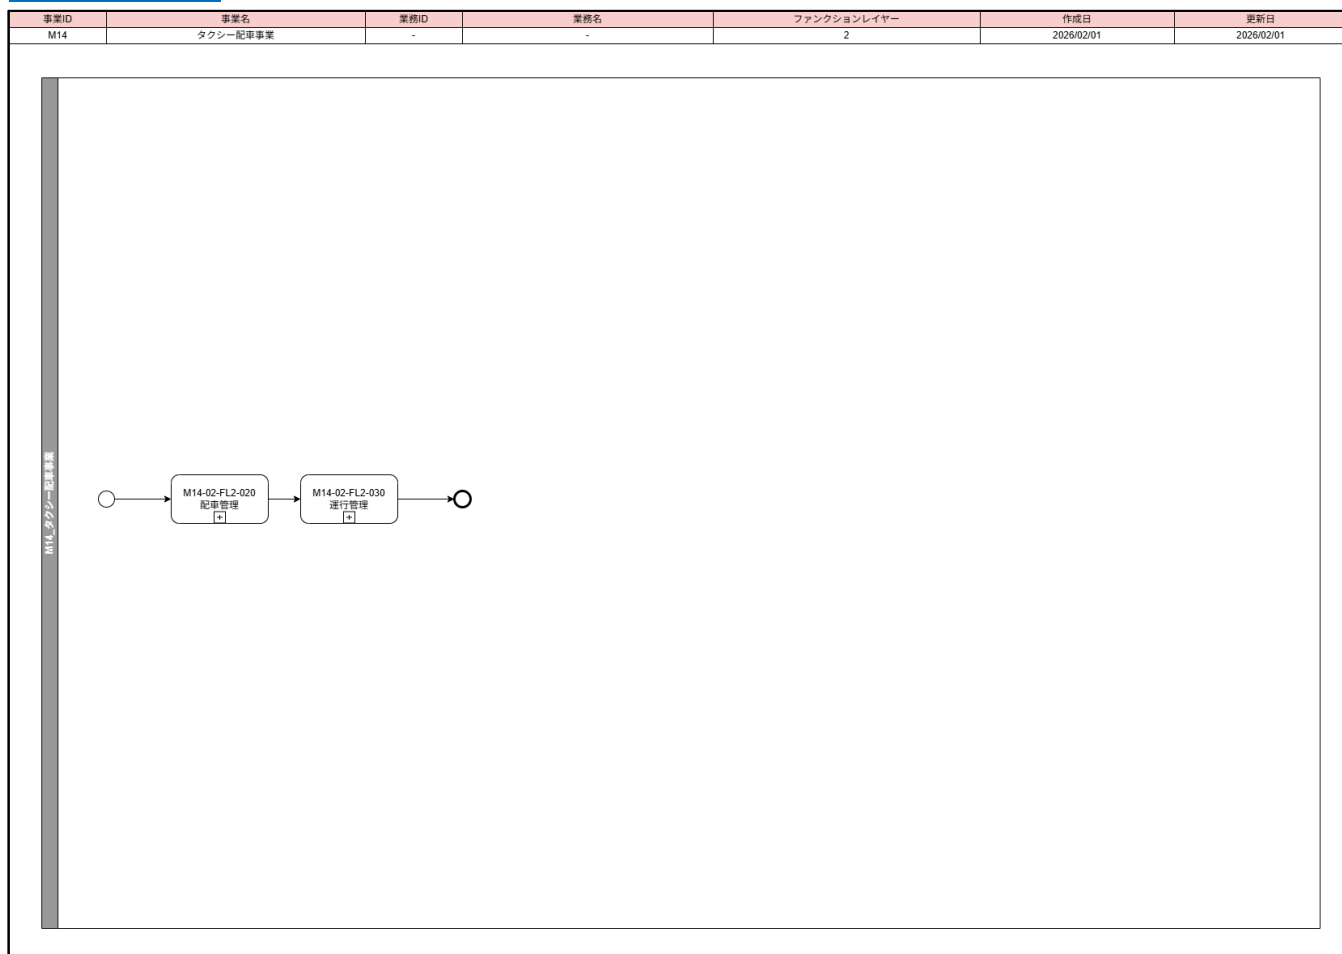 事業ID 事業名 業務ID 業務名 ファンクションレイヤー 作成日 更新日
M14 タクシー配車事業 - - 2 2026/02/01 2026/02/01
M14_タクシー配車事業
M14-02-FL2-020
配車管理
M14-02-FL2-030
運行管理